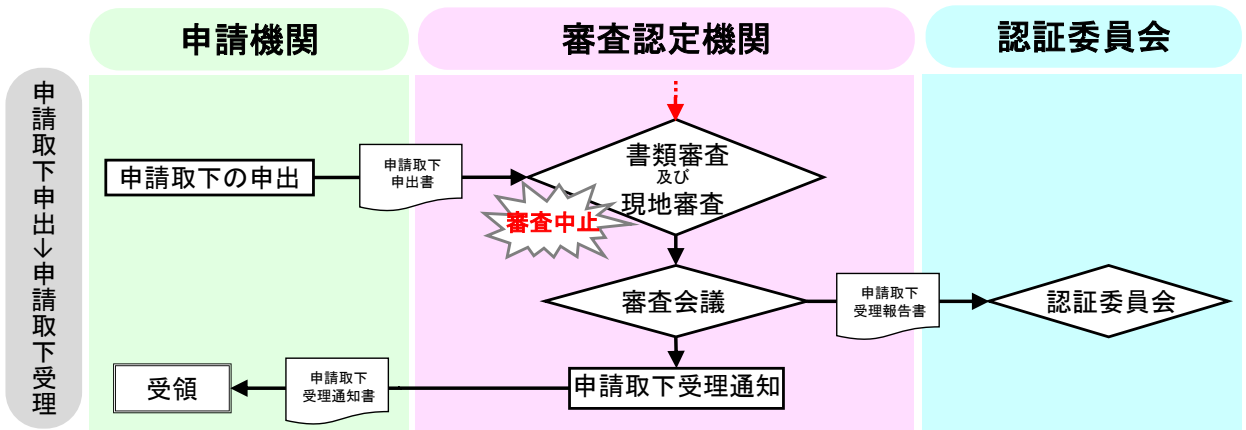 申請機関
審査認定機関
認証委員会
申請取下申出→申請取下受理
申請取下の申出
申請取下
申出書
書類審査
及び
現地審査
審査中止
審査会議
申請取下
受理報告書
認証委員会
受領
申請取下
受理通知書
申請取下受理通知